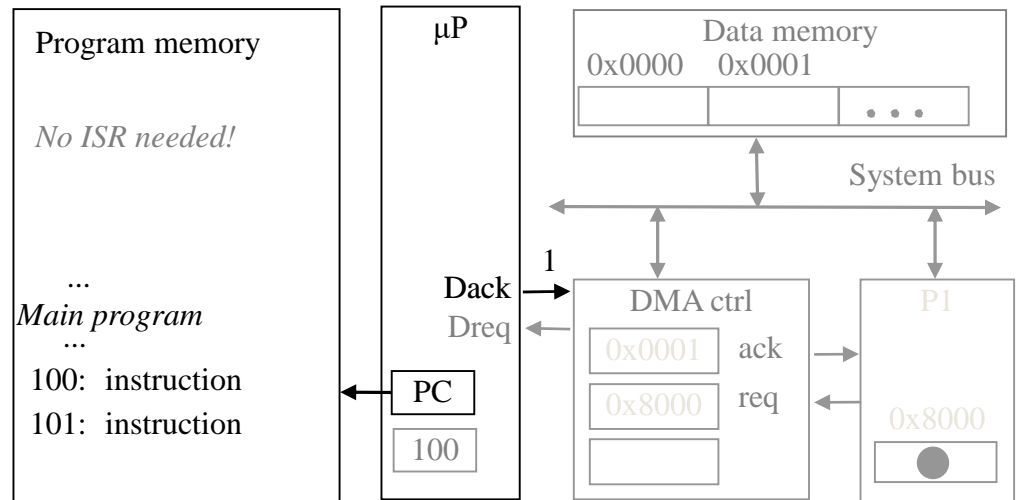 Program memory
No ISR needed!
...
Main program
...
100: instruction
101: instruction
μP
Dack
Dreq
PC
100
1
Data memory
0x0000 0x0001
...
System bus
DMA ctrl
0x0001
ack
0x8000
req
P1
0x8000